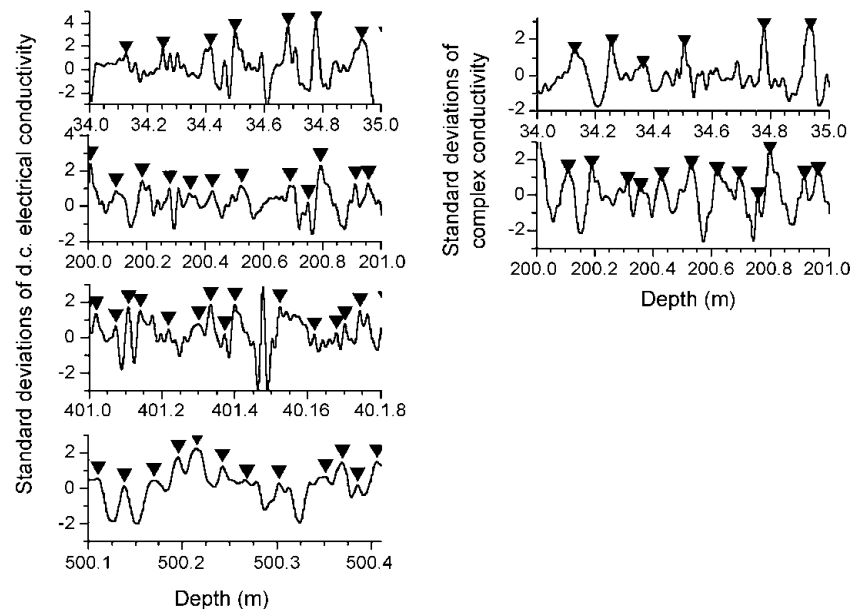 Standard deviations of d.c. electrical conductivity
4
2
0
-2
34.0 34.2 34.4 34.6 34.8 35.0
4
2
0
-2
200.0 200.2 200.4 200.6 200.8 201.0
2
0
-2
401.0 401.2 401.4 40.16 40.1.8
2
0
-2
500.1 500.2 500.3 500.4
Depth (m)
Standard deviations of
complex conductivity
2
0
-2
34.0 34.2 34.4 34.6 34.8 35.0
2
0
-2
200.0 200.2 200.4 200.6 200.8 201.0
Depth (m)